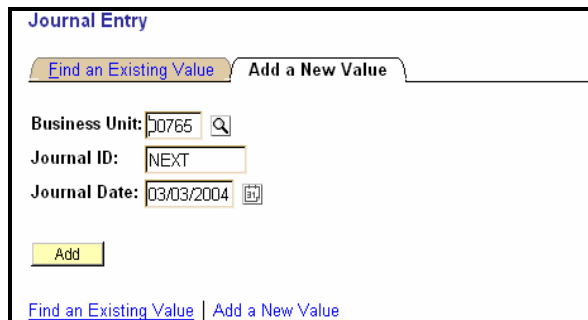 Journal Entry
Find an Existing Value Add a New Value
Business Unit: 00765
Journal ID: NEXT
Journal Date: 03/03/2004 31
Add
Find an Existing Value | Add a New Value